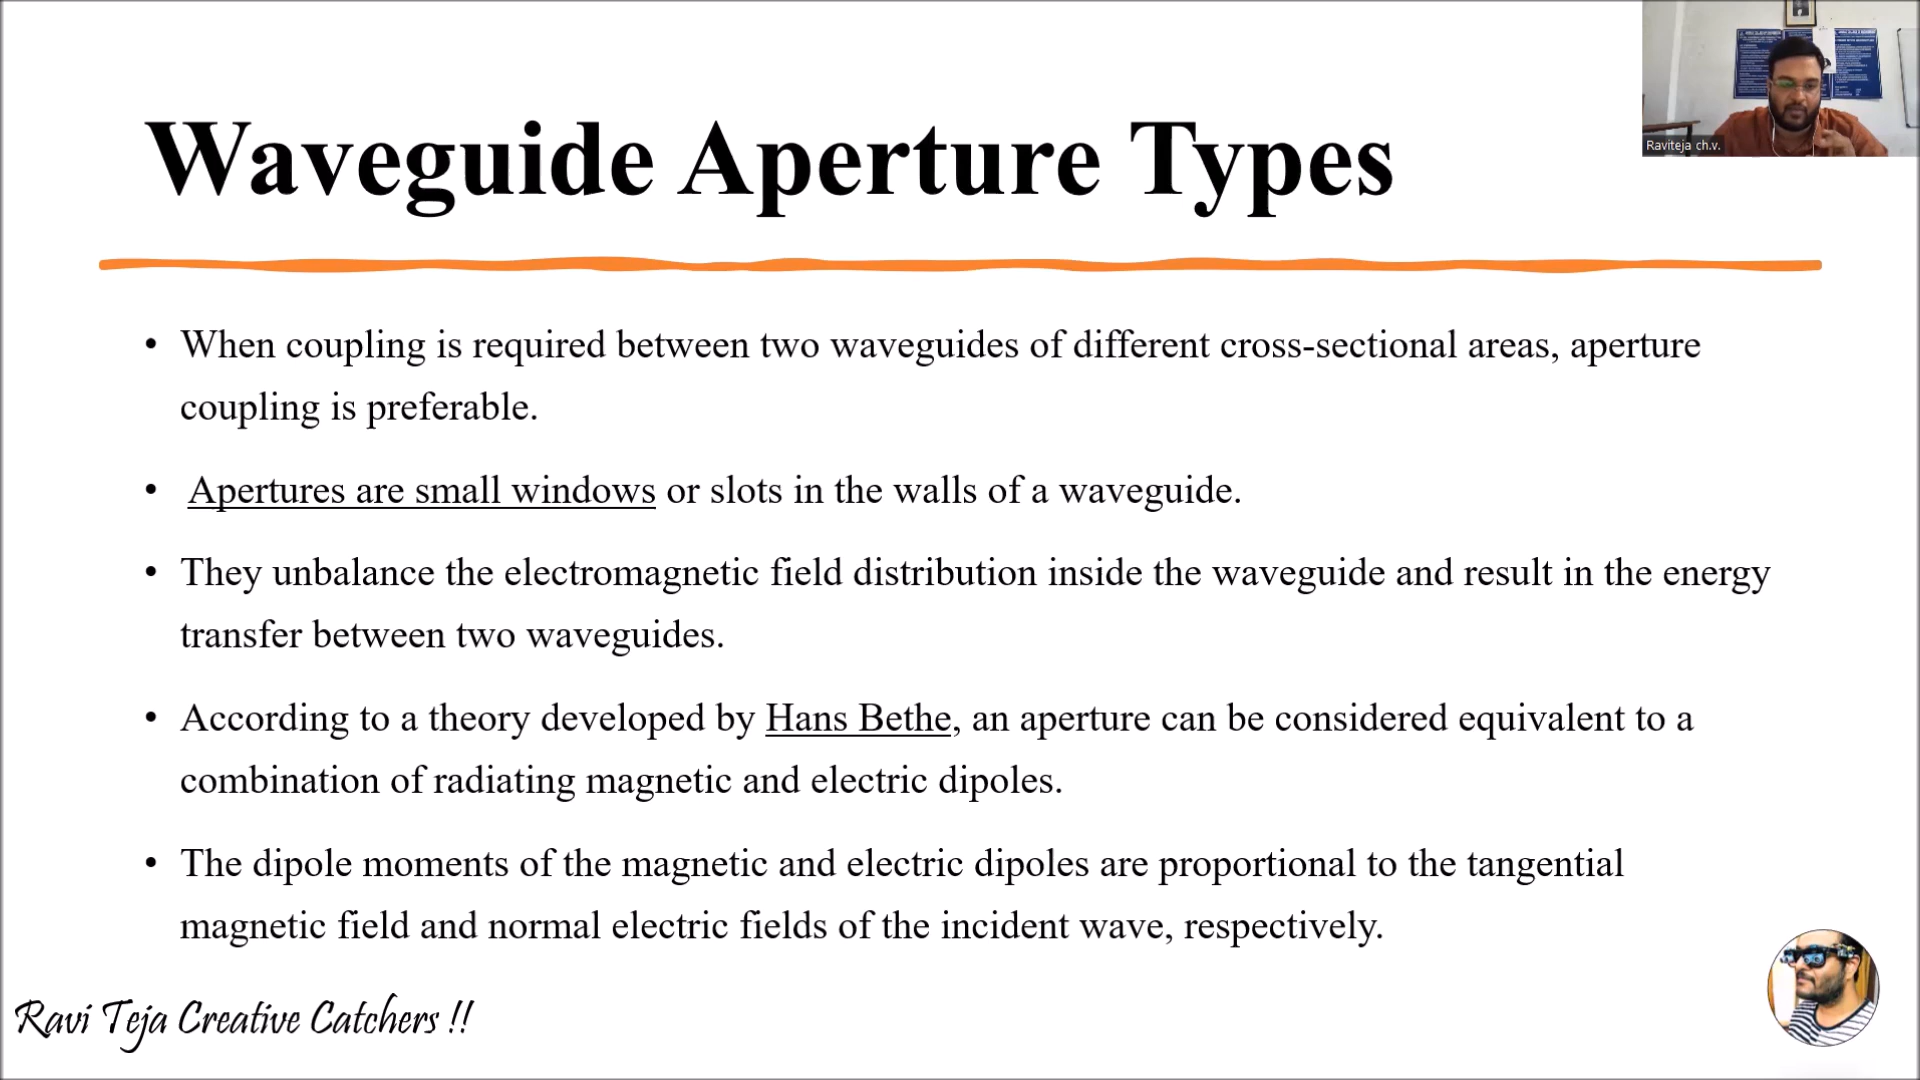 Waveguide Aperture Types
Raviteja ch.v.
• When coupling is required between two waveguides of different cross-sectional areas, aperture
coupling is preferable.
• Apertures are small windows or slots in the walls of a waveguide.
• They unbalance the electromagnetic field distribution inside the waveguide and result in the energy
transfer between two waveguides.
• According to a theory developed by Hans Bethe, an aperture can be considered equivalent to a
combination of radiating magnetic and electric dipoles.
• The dipole moments of the magnetic and electric dipoles are proportional to the tangential
magnetic field and normal electric fields of the incident wave, respectively.
Ravi Teja Creative Catchers !!